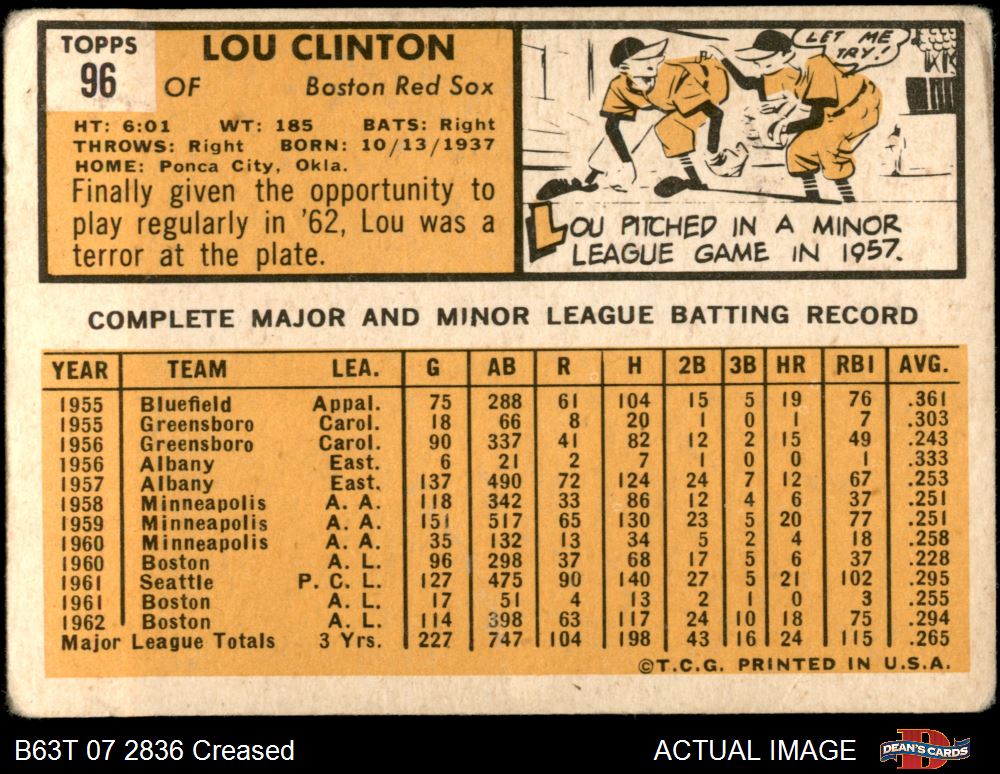 TOPPS
96
LOU CLINTON
OF Boston Red Sox
HT: 6:01 WT: 185 BATS: Right
THROWS: Right BORN: 10/13/1937
HOME: Ponca City, Okla.
Finally given the opportunity to
play regularly in '62, Lou was a
terror at the plate.
LET ME
TRY!
LOU PITCHED IN A MINOR
LEAGUE GAME IN 1957.
COMPLETE MAJOR AND MINOR LEAGUE BATTING RECORD
YEAR TEAM LEA. G AB R H 2B 3B HR RBI AVG.
1955 Bluefield Appal. 75 288 61 104 15 5 19 76 .361
1955 Greensboro Carol. 18 66 8 20 1 0 1 7 .303
1956 Greensboro Carol. 90 337 41 82 12 2 15 49 .243
1956 Albany East. 6 21 2 7 1 0 0 1 .333
1957 Albany East. 137 490 72 124 24 7 12 67 .253
1958 Minneapolis A. A. 118 342 33 86 12 4 6 37 .251
1959 Minneapolis A. A. 151 517 65 130 23 5 20 77 .251
1960 Minneapolis A. A. 35 132 13 34 5 2 4 18 .258
1960 Boston A. L. 96 298 37 68 17 5 6 37 .228
1961 Seattle P. C. L. 127 475 90 140 27 5 21 102 .295
1961 Boston A. L. 17 51 4 13 2 1 0 3 .255
1962 Boston A. L. 114 398 63 117 24 10 18 75 .294
Major League Totals 3 Yrs. 227 747 104 198 43 16 24 115 .265
©T.C.G. PRINTED IN U.S.A.
B63T 07 2836 Creased ACTUAL IMAGE DEAN'S CARDS